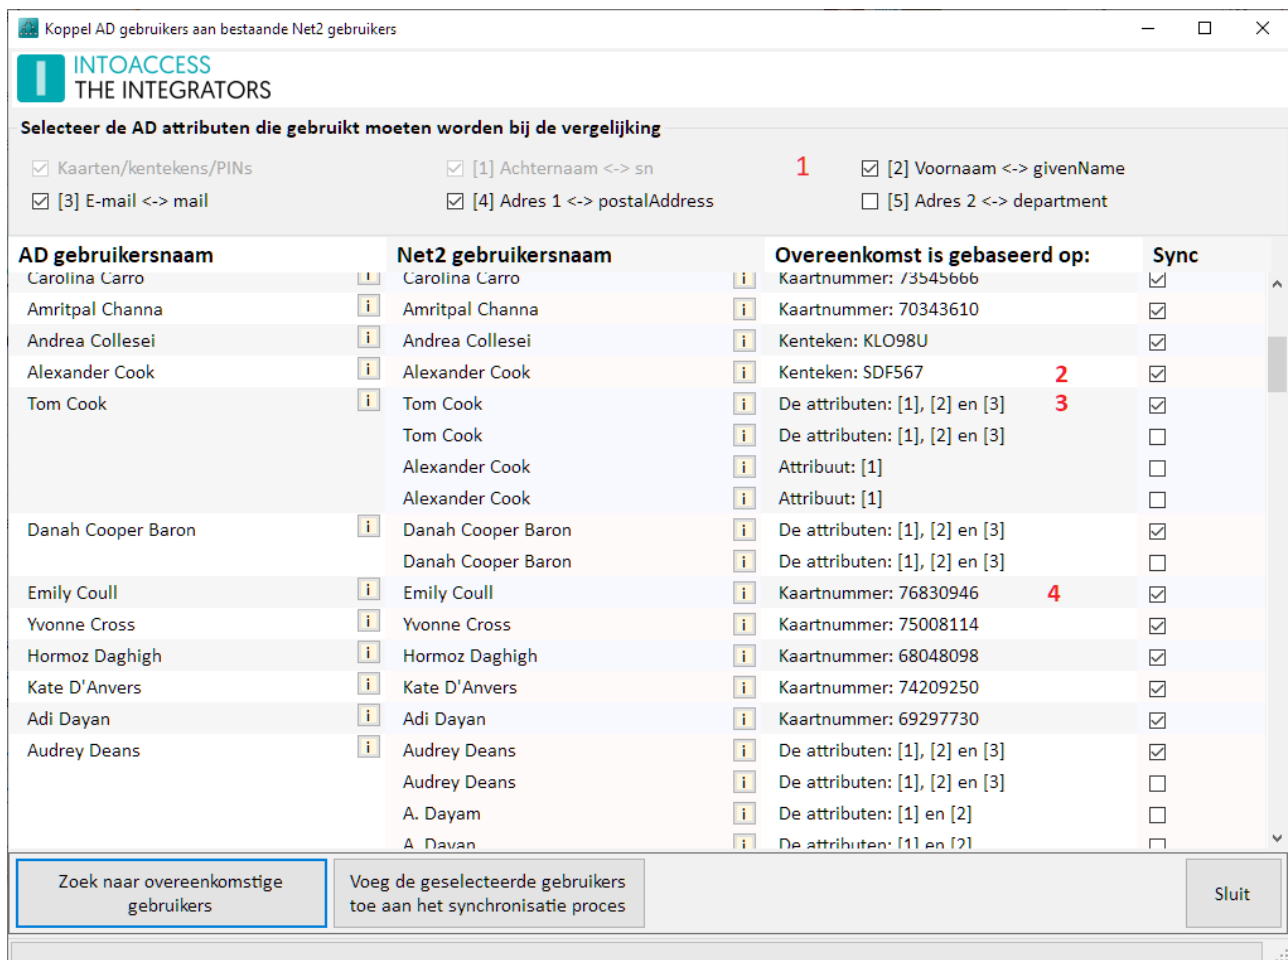 Koppel AD gebruikers aan bestaande Net2 gebruikers
INTOACCESS
THE INTEGRATORS
Selecteer de AD attributen die gebruikt moeten worden bij de vergelijking
Kaarten/kentekens/PINs [1] Achternaam <-> sn 1 [2] Voornaam <-> givenName
[3] E-mail <-> mail [4] Adres 1 <-> postalAddress [5] Adres 2 <-> department
AD gebruikersnaam Net2 gebruikersnaam Overeenkomst is gebaseerd op: Sync
Carolina Carro i Carolina Carro i Kaartnummer: 73545666
Amritpal Channa i Amritpal Channa i Kaartnummer: 70343610
Andrea Collesei i Andrea Collesei i Kenteken: KLO98U
Alexander Cook i Alexander Cook i Kenteken: SDF567 2
Tom Cook i Tom Cook i De attributen: [1], [2] en [3] 3
Tom Cook i De attributen: [1], [2] en [3]
Alexander Cook i Attribuut: [1]
Alexander Cook i Attribuut: [1]
Danah Cooper Baron i Danah Cooper Baron i De attributen: [1], [2] en [3]
Danah Cooper Baron i De attributen: [1], [2] en [3]
Emily Coull i Emily Coull i Kaartnummer: 76830946 4
Yvonne Cross i Yvonne Cross i Kaartnummer: 75008114
Hormoz Daghigh i Hormoz Daghigh i Kaartnummer: 68048098
Kate D'Anvers i Kate D'Anvers i Kaartnummer: 74209250
Adi Dayan i Adi Dayan i Kaartnummer: 69297730
Audrey Deans i Audrey Deans i De attributen: [1], [2] en [3]
Audrey Deans i De attributen: [1], [2] en [3]
A. Dayam i De attributen: [1] en [2]
A. Dayan i De attributen: [1] en [2]
Zoek naar overeenkomstige
gebruikers
Voeg de geselecteerde gebruikers
toe aan het synchronisatie proces
Sluit